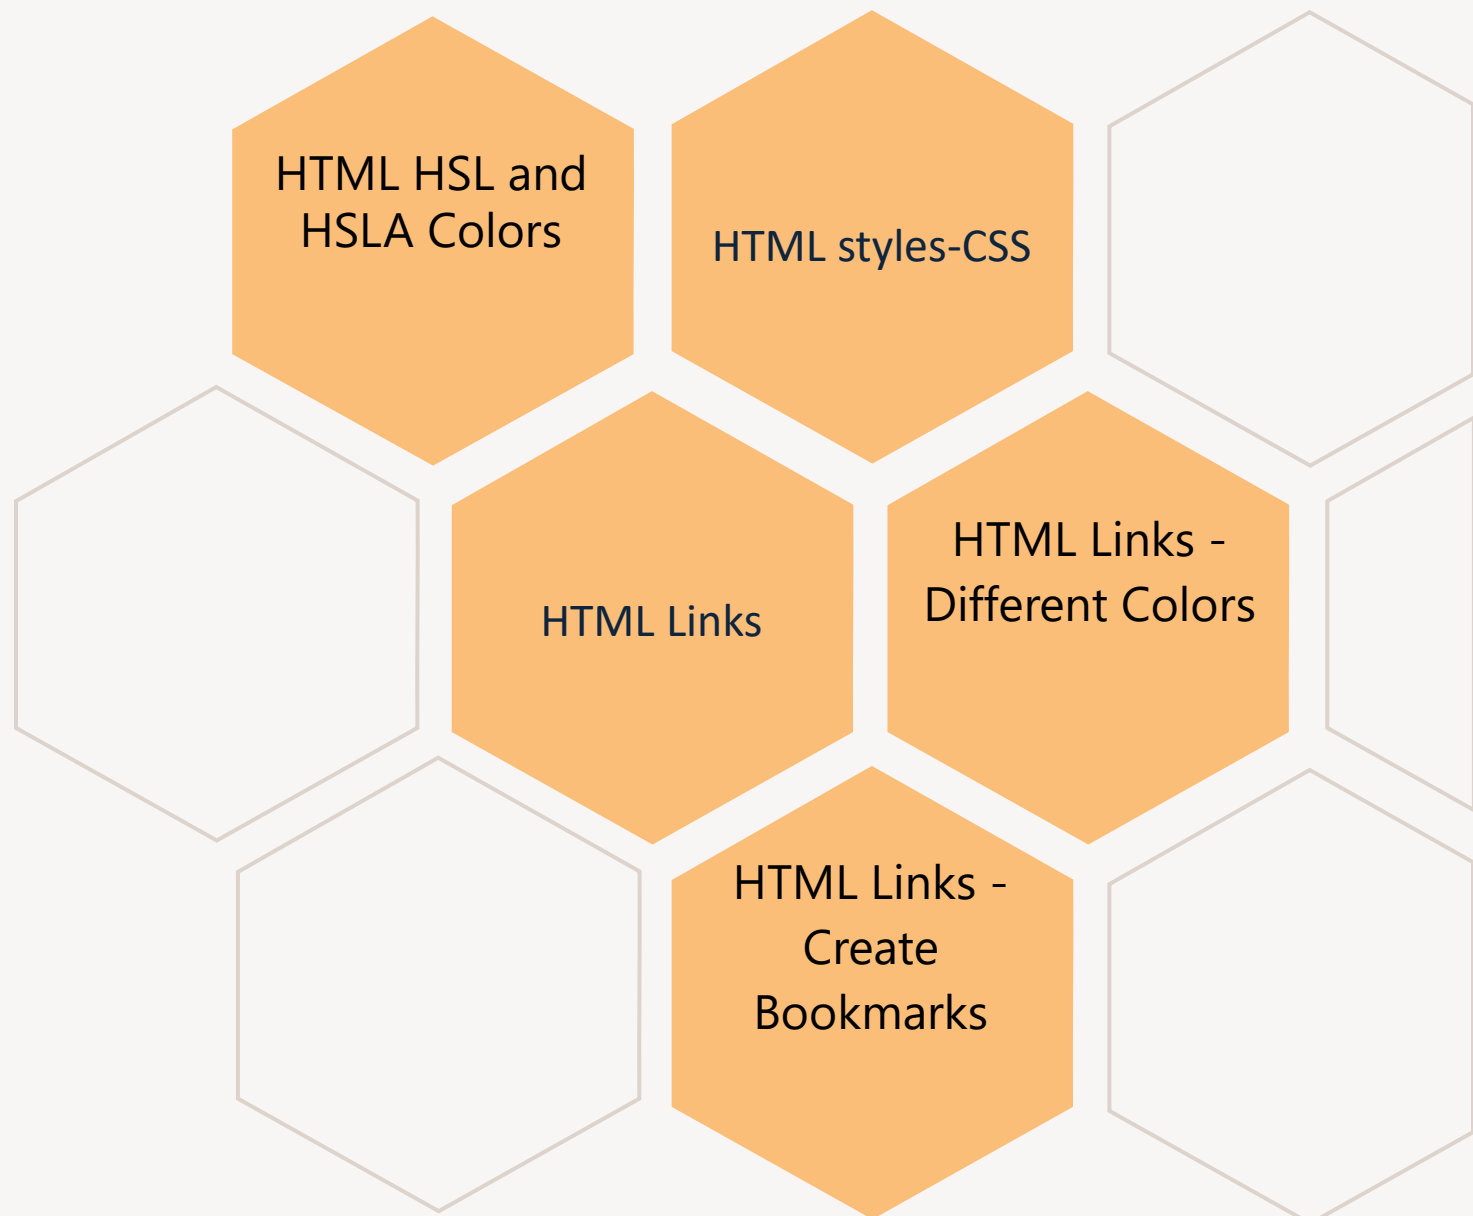 HTML HSL and
HSLA Colors
HTML styles-CSS
HTML Links
HTML Links -
Different Colors
HTML Links -
Create
Bookmarks